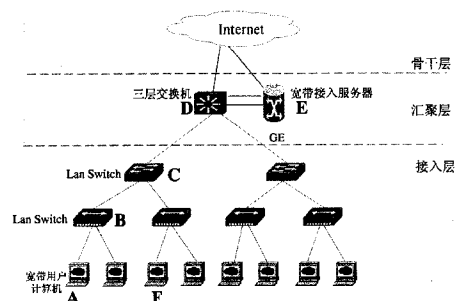 Internet
骨干层
三层交换机
D
宽带接入服务器
E
汇聚层
GE
接入层
Lan Switch
C
Lan Switch
B
宽带用户
计算机
A
F